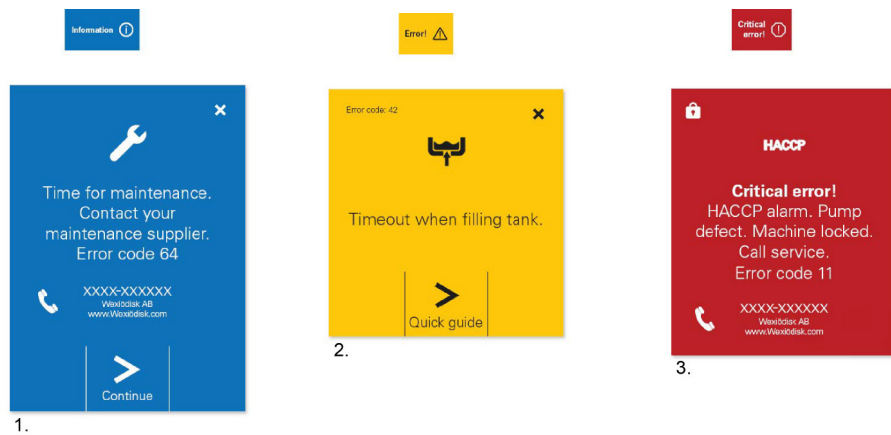 Information
Error!
Critical
error!
Time for maintenance.
Contact your
maintenance supplier.
Error code 64
XXXX-XXXXXX
Wexiödisk AB
www.Wexiödisk.com
Continue
1.
Error code: 42
Timeout when filling tank.
Quick guide
2.
HACCP
Critical error!
HACCP alarm. Pump
defect. Machine locked.
Call service.
Error code 11
XXXX-XXXXXX
Wexiödisk AB
www.Wexiödisk.com
3.